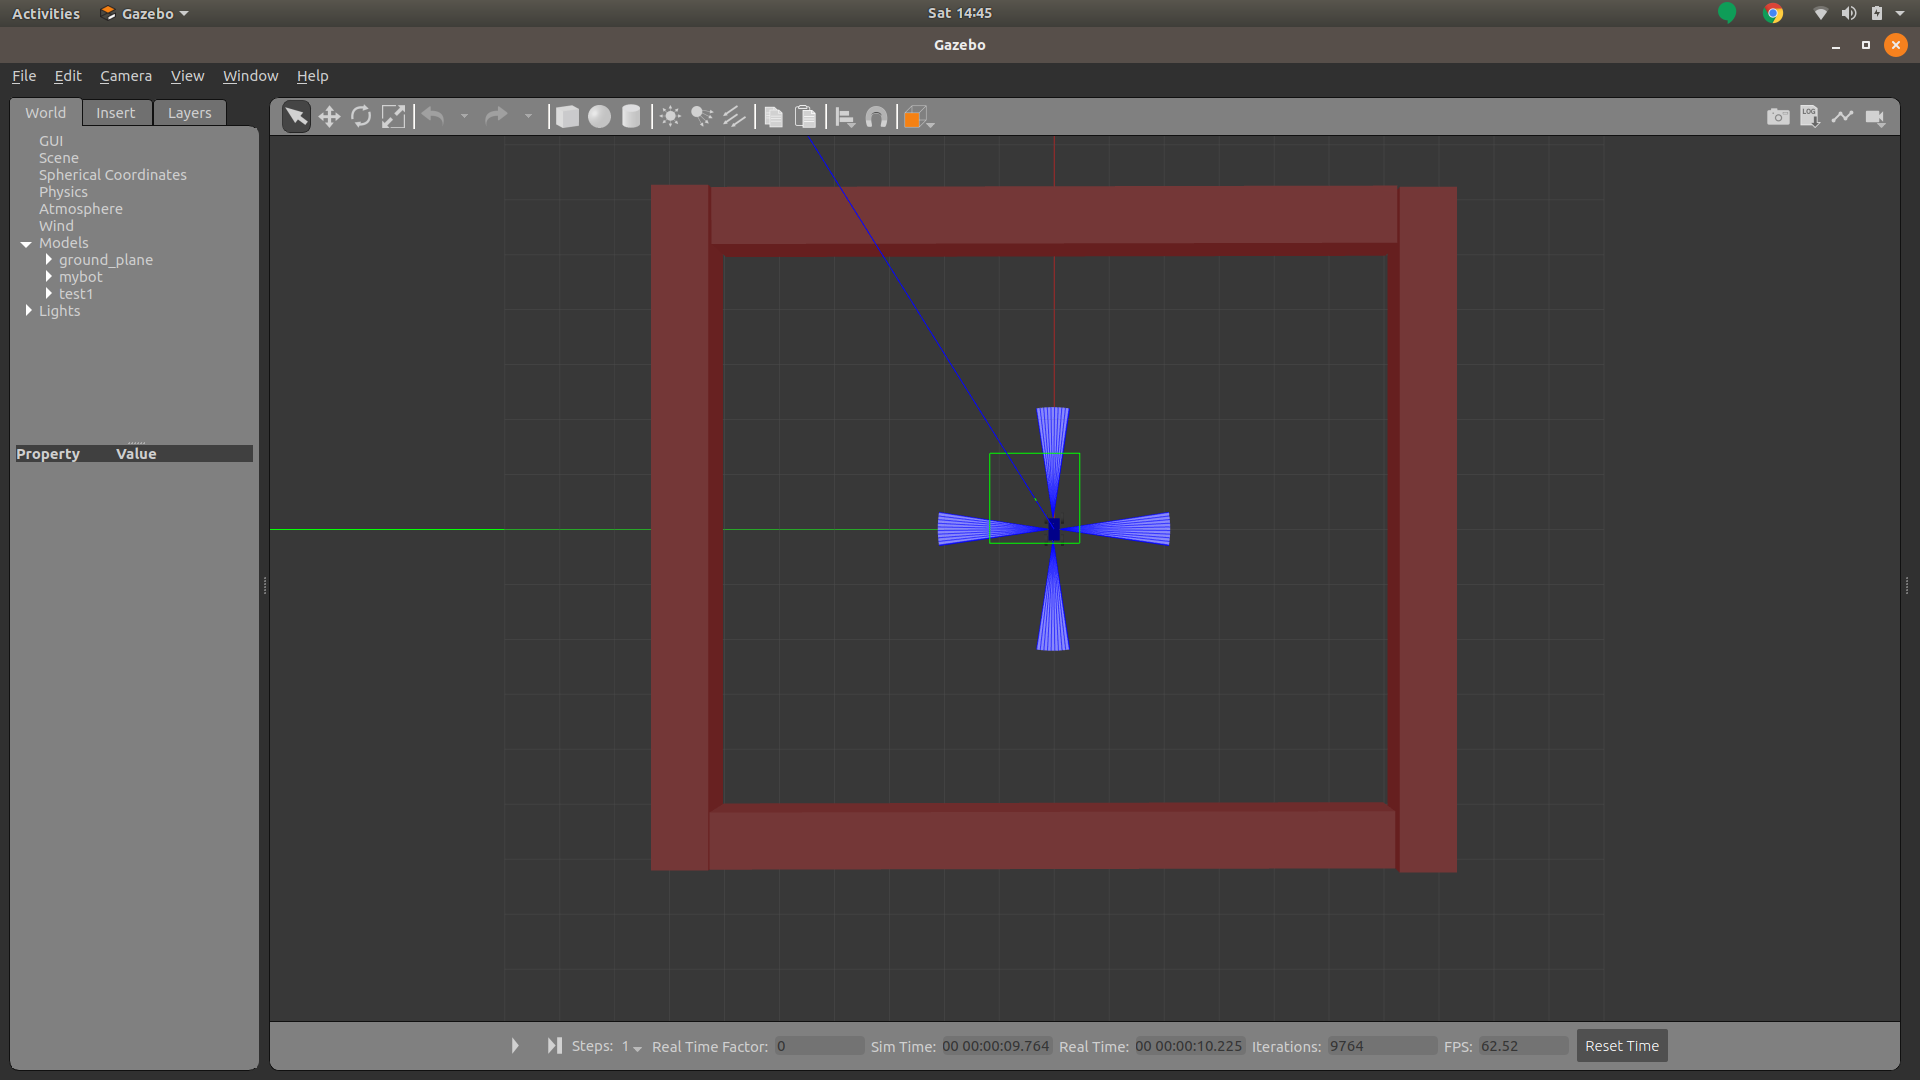 Activities Gazebo Sat 14:45
Gazebo
File Edit Camera View Window Help
World Insert Layers
LOG
GUI
Scene
Spherical Coordinates
Physics
Atmosphere
Wind
Models
ground_plane
mybot
test1
Lights
Property Value
Steps: 1 Real Time Factor: 0 Sim Time: 00 00:00:09.764 Real Time: 00 00:00:10.225 Iterations: 9764 FPS: 62.52 Reset Time